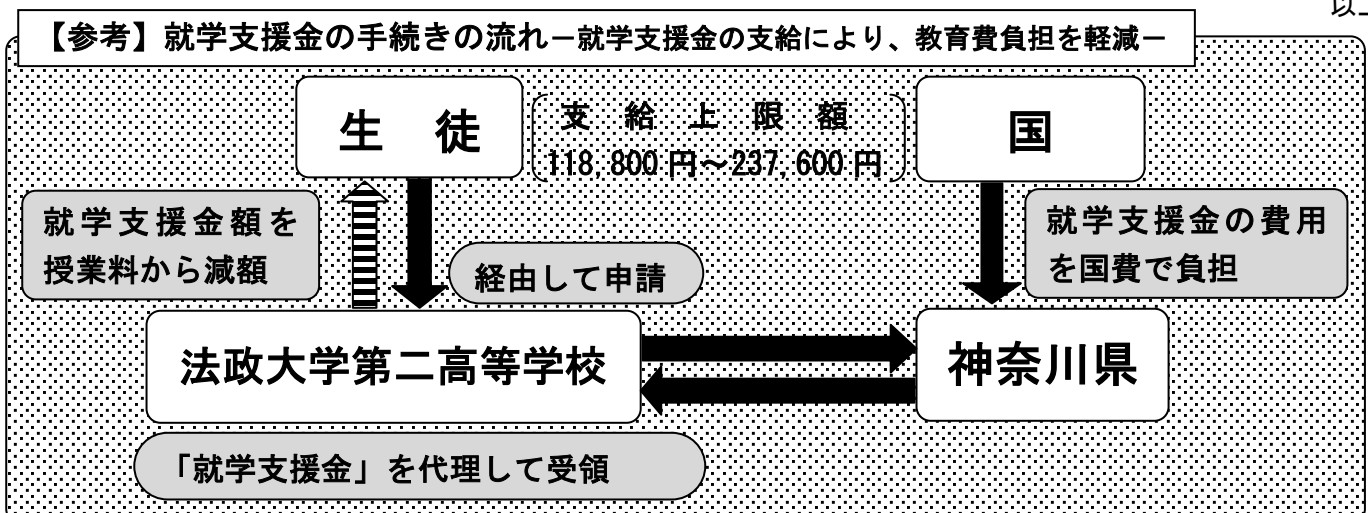 以上
【参考】就学支援金の手続きの流れ－就学支援金の支給により、教育費負担を軽減－
生 徒
支給上限額
118,800円～237,600円
国
就学支援金額を
授業料から減額
経由して申請
就学支援金の費用
を国費で負担
法政大学第二高等学校
神奈川県
「就学支援金」を代理して受領